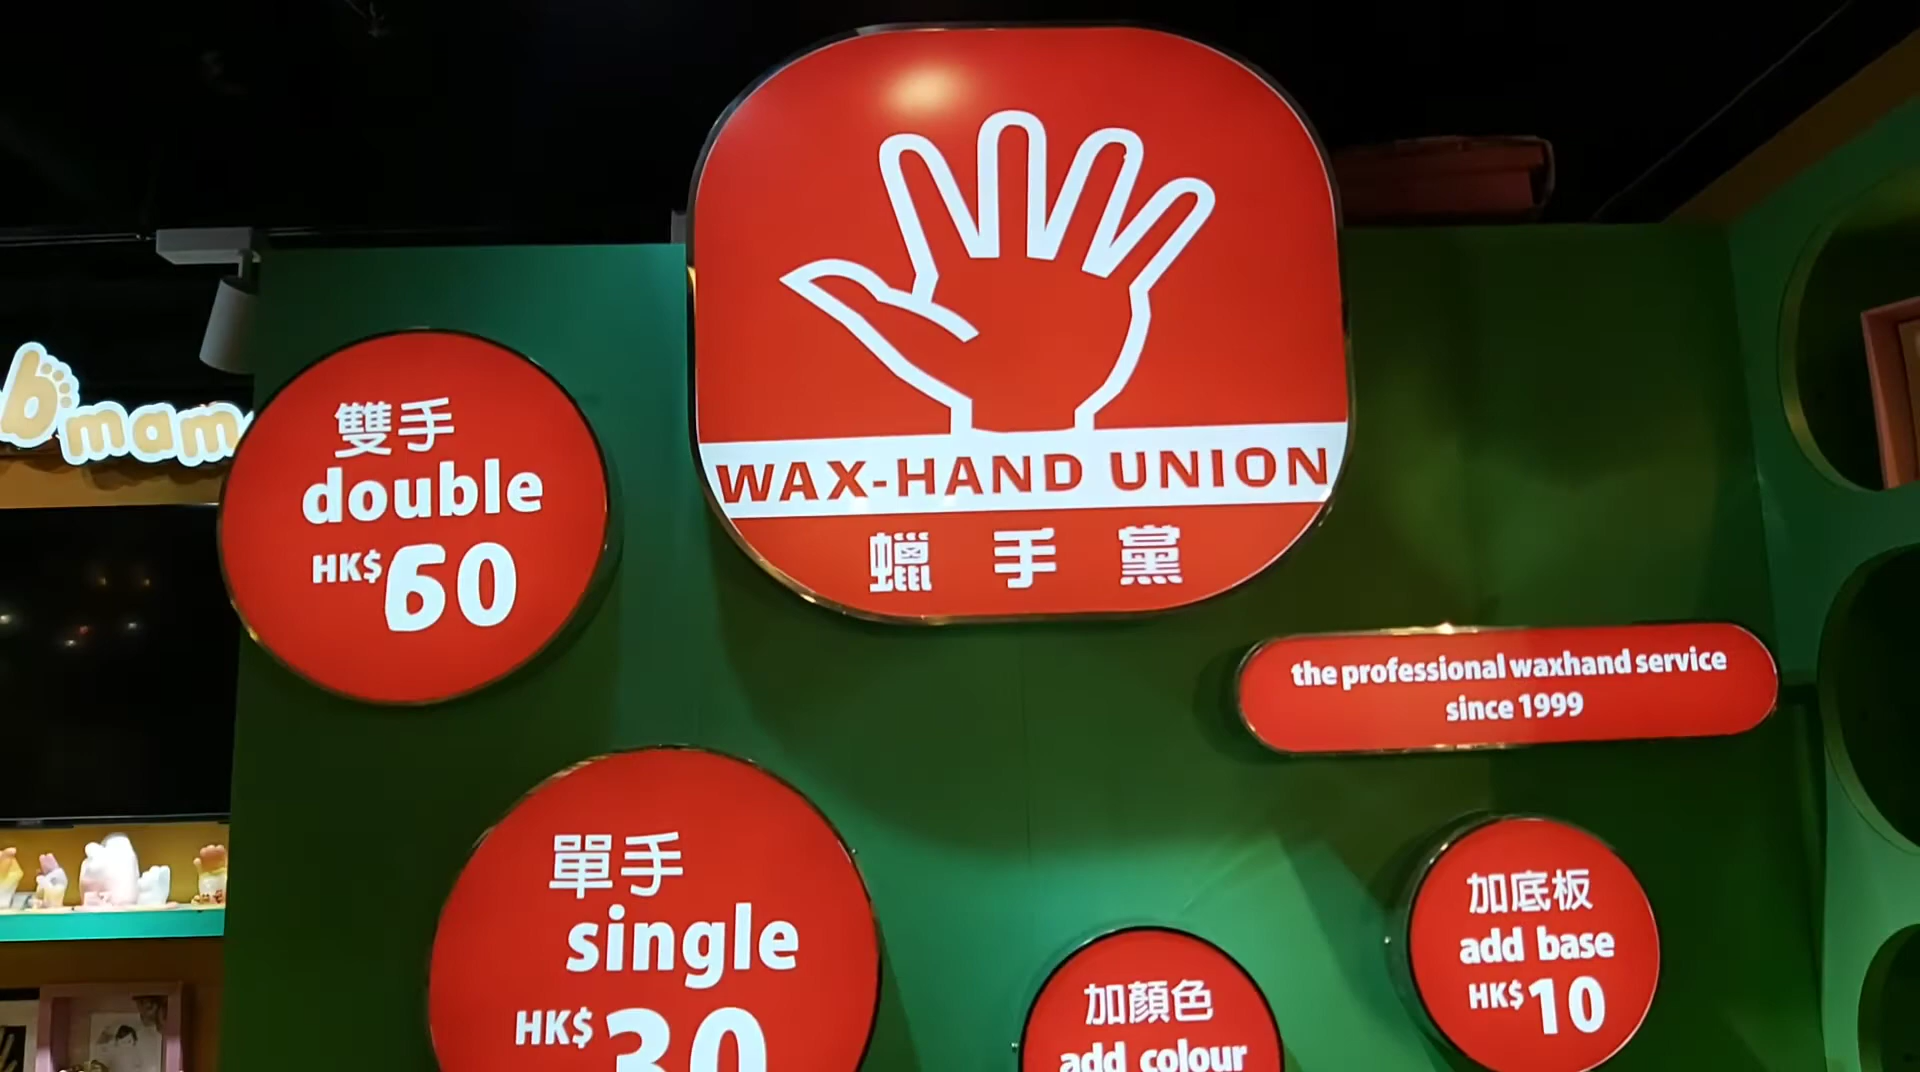 WAX-HAND UNION
蠟手黨
雙手
double
HK$60
the professional waxhand service
since 1999
單手
single
HK$30
加底板
add base
HK$10
加顏色
add colour